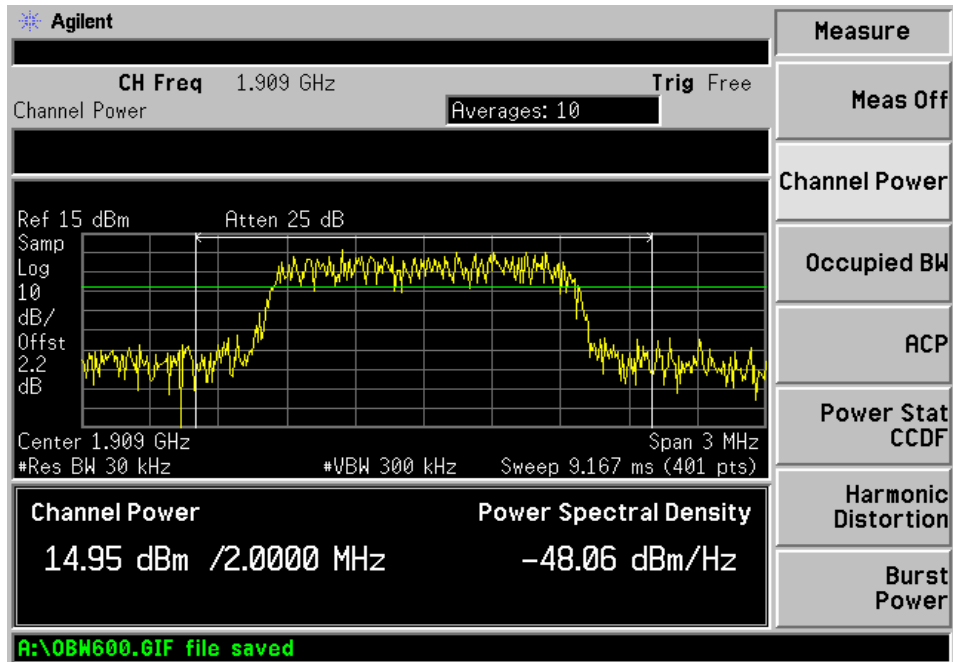 Agilent
CH Freq 1.909 GHz Trig Free
Channel Power Averages: 10
Ref 15 dBm Atten 25 dB
Samp
Log
10
dB/
Offst
2.2
dB
Center 1.909 GHz Span 3 MHz
#Res BW 30 kHz #VBW 300 kHz Sweep 9.167 ms (401 pts)
Channel Power Power Spectral Density
14.95 dBm /2.0000 MHz -48.06 dBm/Hz
A:\OBW600.GIF file saved
Measure
Meas Off
Channel Power
Occupied BW
ACP
Power Stat
CCDF
Harmonic
Distortion
Burst
Power